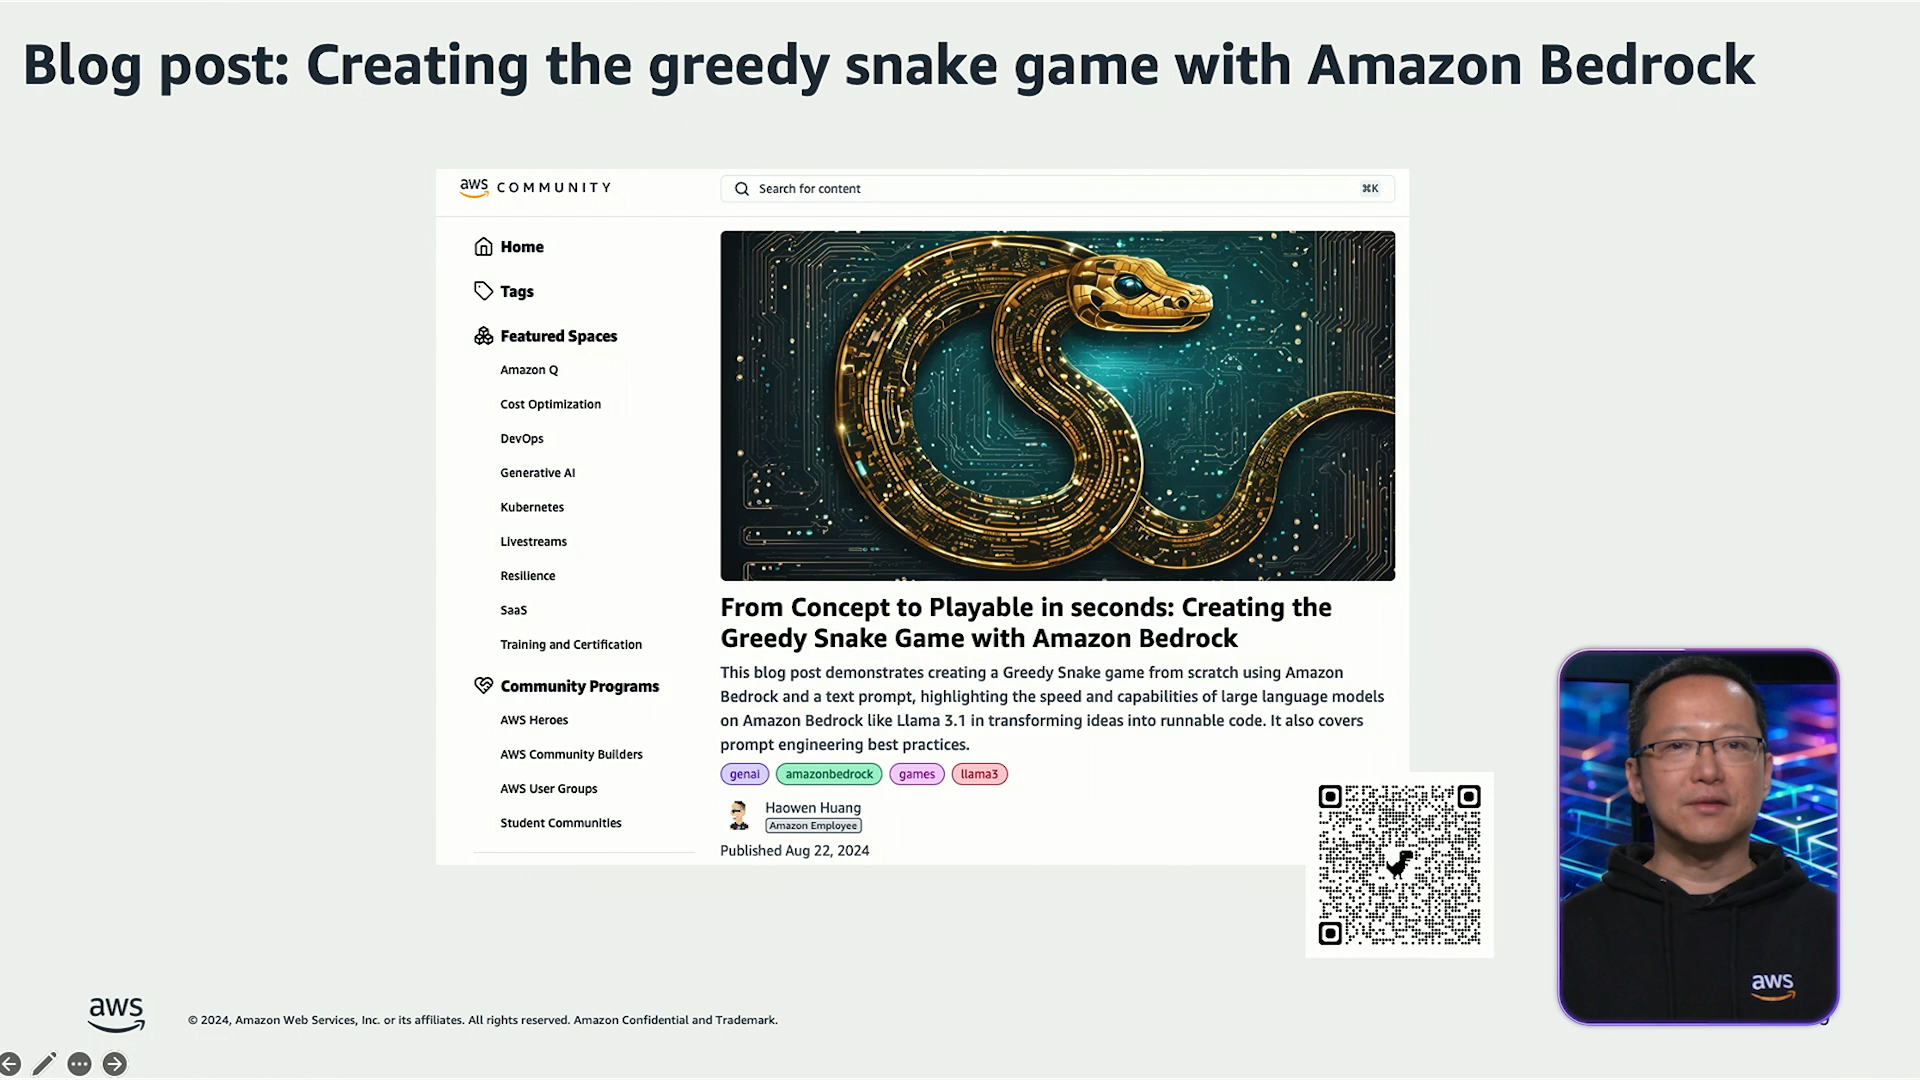 Blog post: Creating the greedy snake game with Amazon Bedrock
aws COMMUNITY
Search for content
⌘K
Home
Tags
Featured Spaces
Amazon Q
Cost Optimization
DevOps
Generative AI
Kubernetes
Livestreams
Resilience
SaaS
Training and Certification
Community Programs
AWS Heroes
AWS Community Builders
AWS User Groups
Student Communities
From Concept to Playable in seconds: Creating the
Greedy Snake Game with Amazon Bedrock
This blog post demonstrates creating a Greedy Snake game from scratch using Amazon
Bedrock and a text prompt, highlighting the speed and capabilities of large language models
on Amazon Bedrock like Llama 3.1 in transforming ideas into runnable code. It also covers
prompt engineering best practices.
genai amazonbedrock games llama3
Haowen Huang
Amazon Employee
Published Aug 22, 2024
aws
aws
© 2024, Amazon Web Services, Inc. or its affiliates. All rights reserved. Amazon Confidential and Trademark.